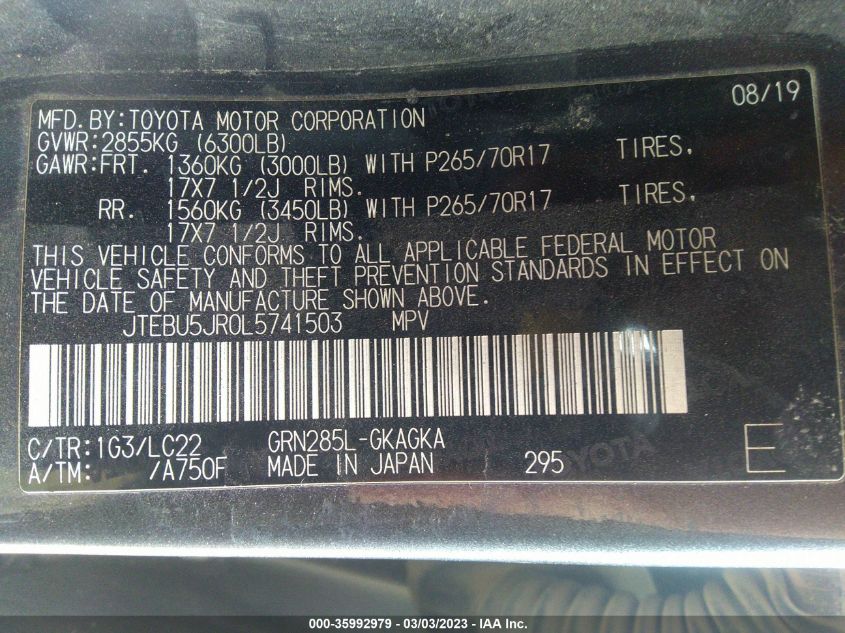 08/19
MFD.BY:TOYOTA MOTOR CORPORATION
GVWR:2855KG (6300LB)
GAWR:FRT. 1360KG (3000LB) WITH P265/70R17 TIRES,
17X7 1/2J RIMS.
RR. 1560KG (3450LB) WITH P265/70R17 TIRES,
17X7 1/2J RIMS.
THIS VEHICLE CONFORMS TO ALL APPLICABLE FEDERAL MOTOR
VEHICLE SAFETY AND THEFT PREVENTION STANDARDS IN EFFECT ON
THE DATE OF MANUFACTURE SHOWN ABOVE.
JTEBU5JR0L5741503 MPV
C/TR:1G3/LC22 GRN285L-GKAGKA
A/TM: /A750F MADE IN JAPAN 295 E
TOYOTA
000-35992979 / 03/03/2023 - COPYRIGHT IAA, INC.